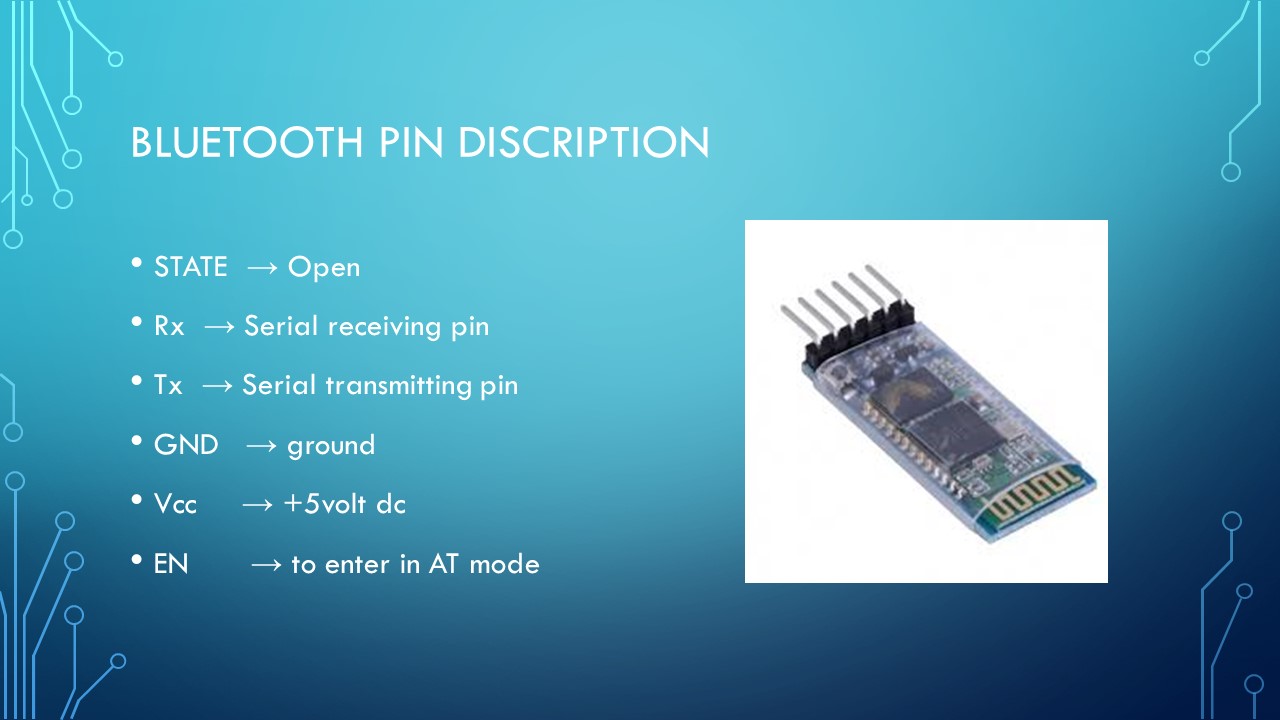 BLUETOOTH PIN DISCRIPTION
• STATE → Open
• Rx → Serial receiving pin
• Tx → Serial transmitting pin
• GND → ground
• Vcc → +5volt dc
• EN → to enter in AT mode